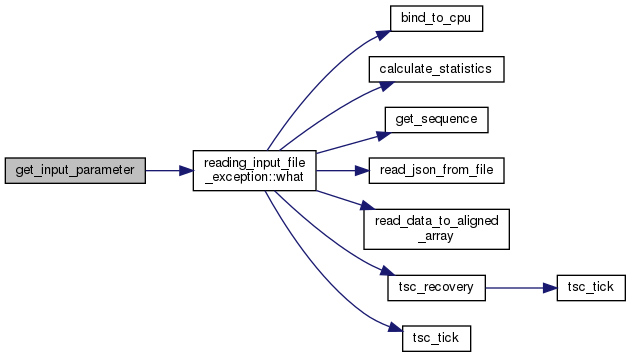 bind_to_cpu
calculate_statistics
get_sequence
get_input_parameter
reading_input_file
_exception::what
read_json_from_file
read_data_to_aligned
_array
tsc_recovery
tsc_tick
tsc_tick